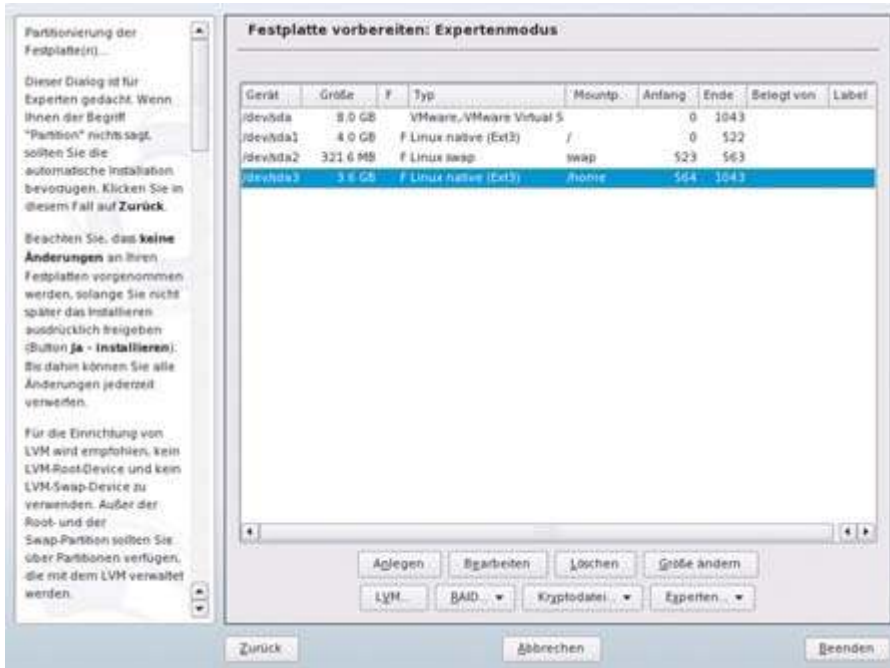 Partitionierung der
Festplatte(n)...
Dieser Dialog ist für
Experten gedacht. Wenn
Ihnen der Begriff
"Partition" nichts sagt,
sollten Sie die
automatische Installation
bevorzugen. Klicken Sie in
diesem Fall auf Zurück.
Beachten Sie, dass keine
Änderungen an Ihren
Festplatten vorgenommen
werden, solange Sie nicht
später das Installieren
ausdrücklich freigeben
(Button Ja - Installieren).
Bis dahin können Sie alle
Änderungen jederzeit
verwerfen.
Für die Einrichtung von
LVM wird empfohlen, kein
LVM-Root-Device und kein
LVM-Swap-Device zu
verwenden. Außer der
Root- und der
Swap-Partition sollten Sie
über Partitionen verfügen,
die mit dem LVM verwaltet
werden.
Festplatte vorbereiten: Expertenmodus
Gerät Größe F Typ Mountp. Anfang Ende Belegt von Label
/dev/sda 8.0 GB VMware,-VMware Virtual S 0 1043
/dev/sda1 4.0 GB F Linux native (Ext3) / 0 522
/dev/sda2 321.6 MB F Linux swap swap 523 563
/dev/sda3 3.6 GB F Linux native (Ext3) /home 564 1043
Anlegen Bearbeiten Löschen Größe ändern
LVM... RAID... Kryptodatei... Experten...
Zurück Abbrechen Beenden